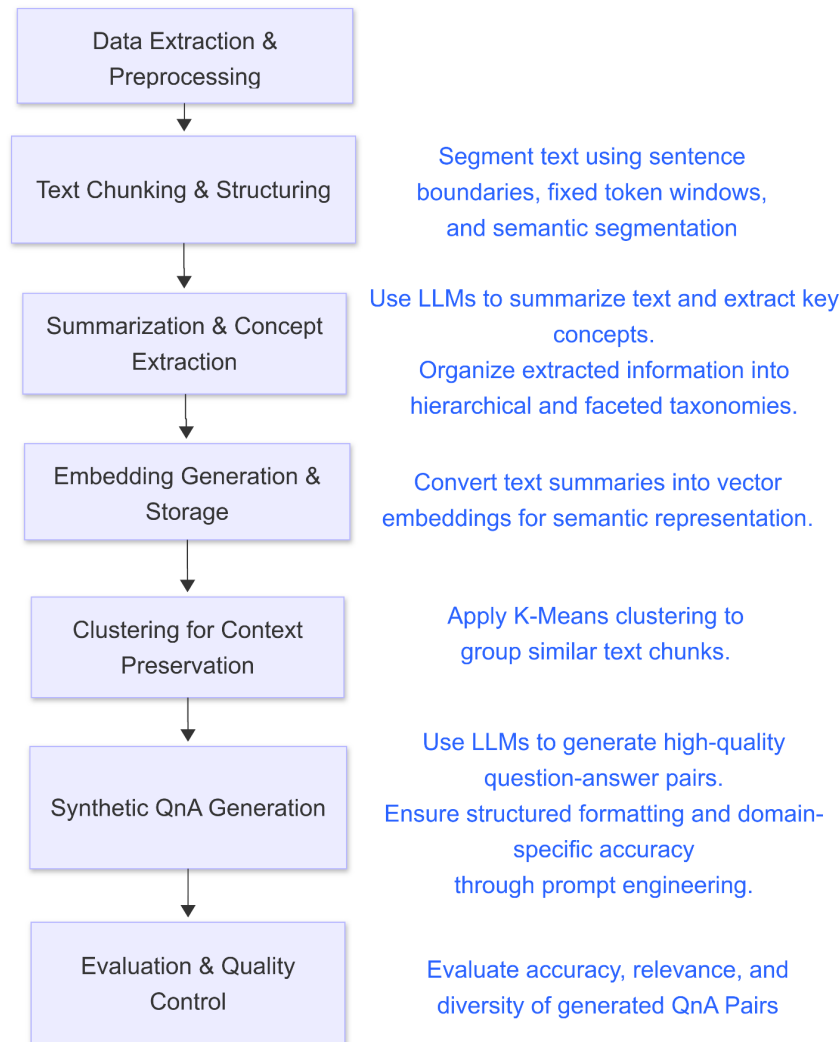 Data Extraction &
Preprocessing
Text Chunking & Structuring
Segment text using sentence
boundaries, fixed token windows,
and semantic segmentation
Summarization & Concept
Extraction
Use LLMs to summarize text and extract key
concepts.
Organize extracted information into
hierarchical and faceted taxonomies.
Embedding Generation &
Storage
Convert text summaries into vector
embeddings for semantic representation.
Clustering for Context
Preservation
Apply K-Means clustering to
group similar text chunks.
Synthetic QnA Generation
Use LLMs to generate high-quality
question-answer pairs.
Ensure structured formatting and domain-
specific accuracy
through prompt engineering.
Evaluation & Quality
Control
Evaluate accuracy, relevance, and
diversity of generated QnA Pairs